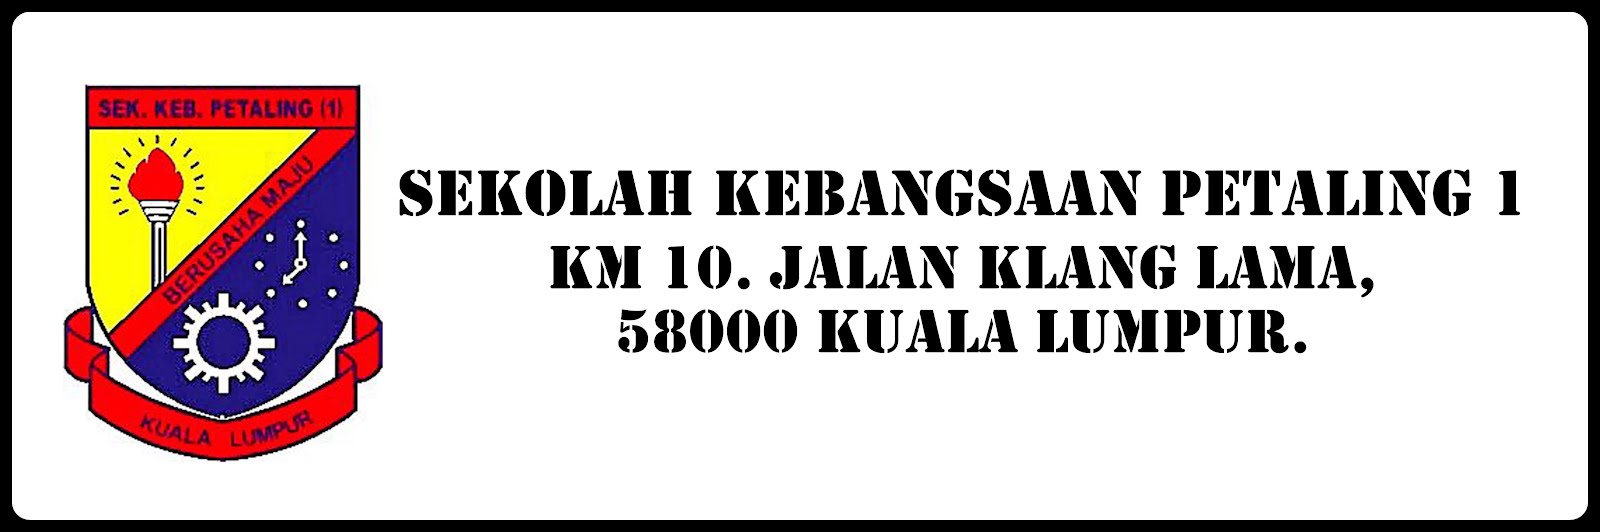 SEK. KEB. PETALING (1)
BERUSAHA MAJU
KUALA LUMPUR
SEKOLAH KEBANGSAAN PETALING 1
KM 10. JALAN KLANG LAMA,
58000 KUALA LUMPUR.